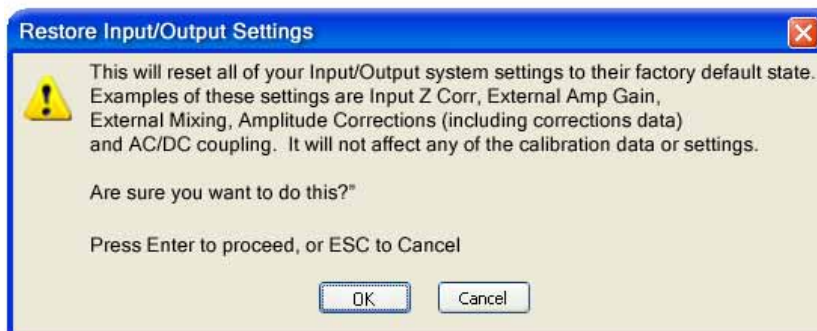 Restore Input/Output Settings
This will reset all of your Input/Output system settings to their factory default state.
Examples of these settings are Input Z Corr, External Amp Gain,
External Mixing, Amplitude Corrections (including corrections data)
and AC/DC coupling.  It will not affect any of the calibration data or settings.
Are sure you want to do this?"
Press Enter to proceed, or ESC to Cancel
OK
Cancel